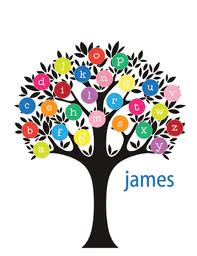 j o p
d k n q u v
i l r t w
c e h m s x z
a b f g y
james